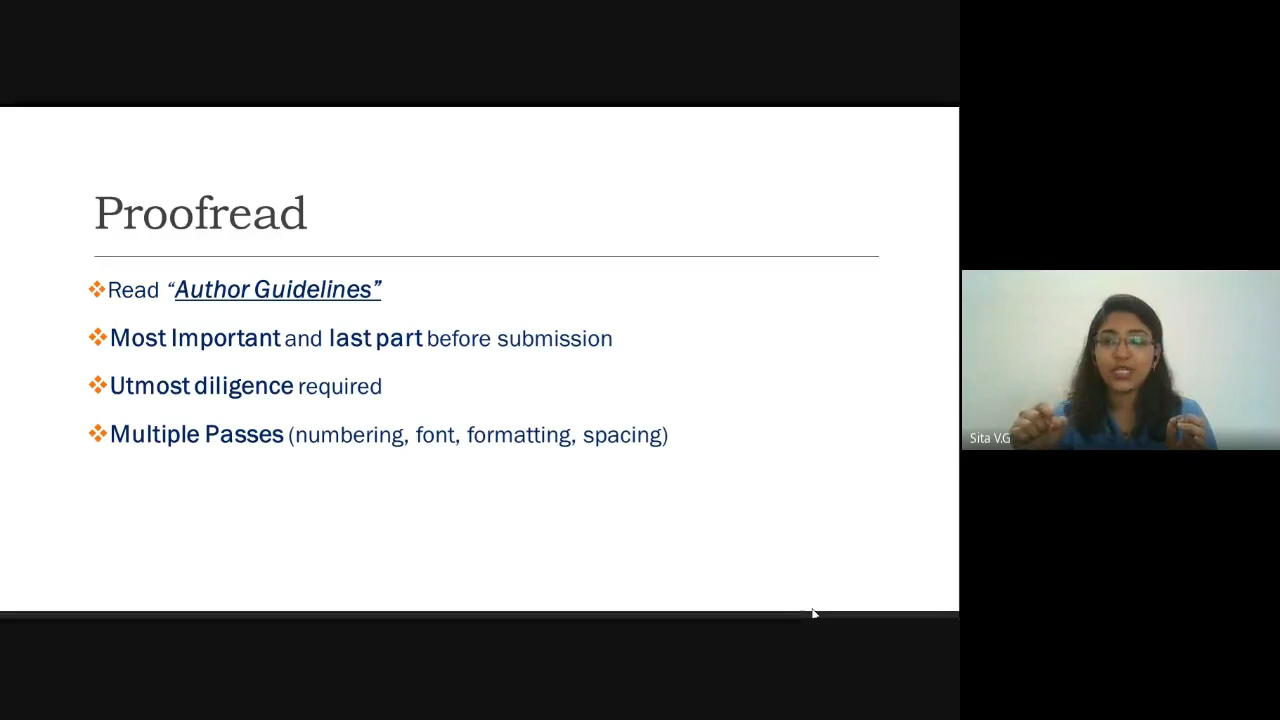 Proofread
Read “Author Guidelines”
Most Important and last part before submission
Utmost diligence required
Multiple Passes (numbering, font, formatting, spacing)
Sita V.G